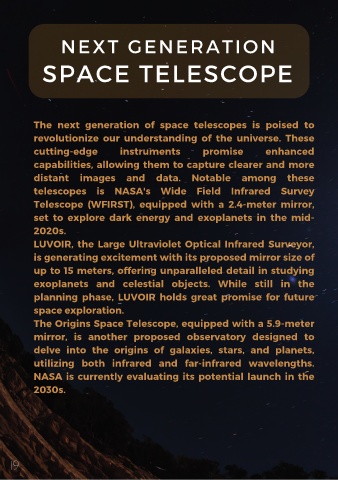 NEXT GENERATION
SPACE TELESCOPE
The next generation of space telescopes is poised to
revolutionize our understanding of the universe. These
cutting-edge instruments promise enhanced
capabilities, allowing them to capture clearer and more
distant images and data. Notable among these
telescopes is NASA's Wide Field Infrared Survey
Telescope (WFIRST), equipped with a 2.4-meter mirror,
set to explore dark energy and exoplanets in the mid-
2020s.
LUVOIR, the Large Ultraviolet Optical Infrared Surveyor,
is generating excitement with its proposed mirror size of
up to 15 meters, offering unparalleled detail in studying
exoplanets and celestial objects. While still in the
planning phase, LUVOIR holds great promise for future
space exploration.
The Origins Space Telescope, equipped with a 5.9-meter
mirror, is another proposed observatory designed to
delve into the origins of galaxies, stars, and planets,
utilizing both infrared and far-infrared wavelengths.
NASA is currently evaluating its potential launch in the
2030s.
19